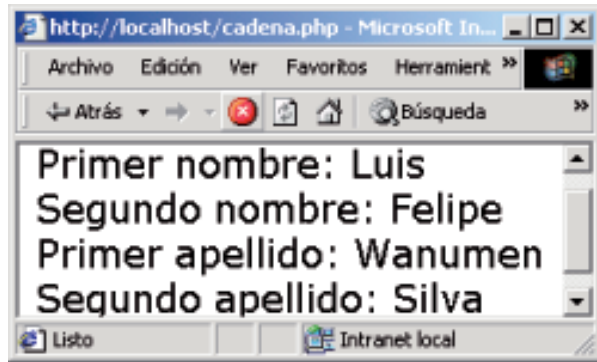 http://localhost/cadena.php - Microsoft In...
Archivo Edición Ver Favoritos Herramient »
Atrás Búsqueda »
Primer nombre: Luis
Segundo nombre: Felipe
Primer apellido: Wanumen
Segundo apellido: Silva
Listo Intranet local